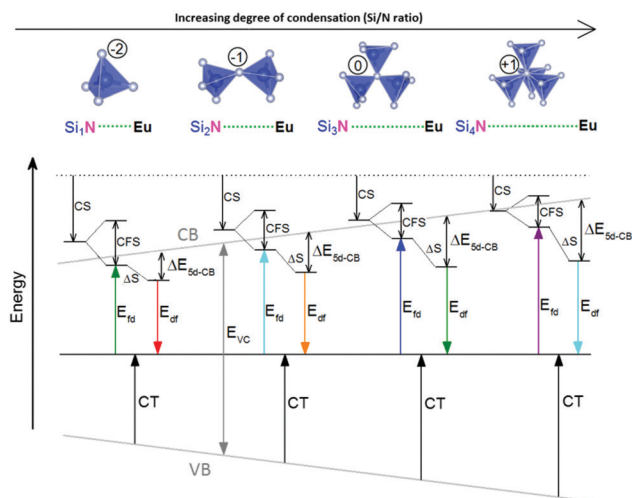 Increasing degree of condensation (Si/N ratio)
-2
-1
0
+1
Si₁N Eu
Si₂N Eu
Si₃N Eu
Si₄N Eu
Energy
CS
CFS
ΔS
ΔE5d-CB
Efd
Edf
CT
CB
CS
CFS
ΔS
ΔE5d-CB
EVC
Efd
Edf
CT
CS
CFS
ΔS
ΔE5d-CB
Efd
Edf
CT
CS
CFS
ΔS
ΔE5d-CB
Efd
Edf
CT
VB